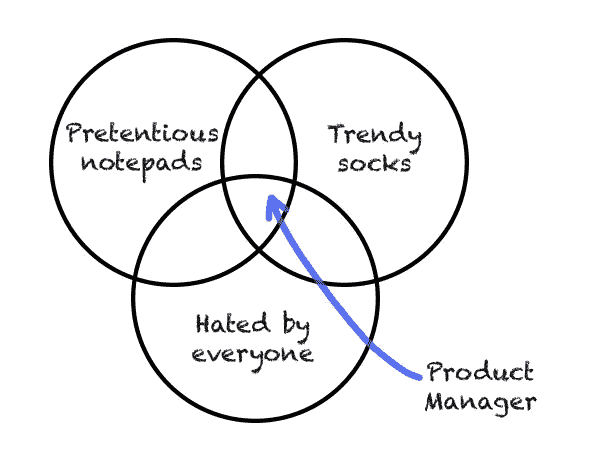 Pretentious
notepads
Trendy
socks
Hated by
everyone
Product
Manager